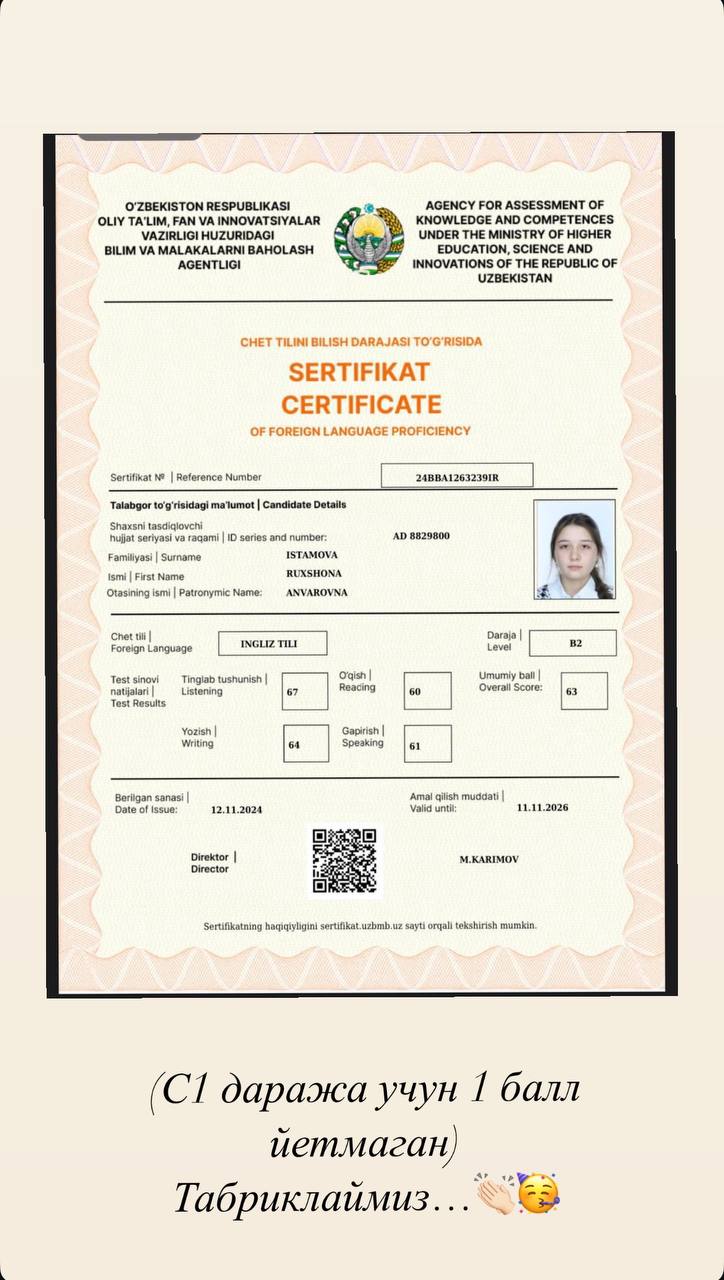 O'ZBEKISTON RESPUBLIKASI
OLIY TA'LIM, FAN VA INNOVATSIYALAR
VAZIRLIGI HUZURIDAGI
BILIM VA MALAKALARNI BAHOLASH
AGENTLIGI
AGENCY FOR ASSESSMENT OF
KNOWLEDGE AND COMPETENCES
UNDER THE MINISTRY OF HIGHER
EDUCATION, SCIENCE AND
INNOVATIONS OF THE REPUBLIC OF
UZBEKISTAN
CHET TILINI BILISH DARAJASI TO'G'RISIDA
SERTIFIKAT
CERTIFICATE
OF FOREIGN LANGUAGE PROFICIENCY
Sertifikat № | Reference Number 24BBA1263239IR
Talabgor to'g'risidagi ma'lumot | Candidate Details
Shaxsni tasdiqlovchi
hujjat seriyasi va raqami | ID series and number: AD 8829800
Familiyasi | Surname ISTAMOVA
Ismi | First Name RUXSHONA
Otasining ismi | Patronymic Name: ANVAROVNA
Chet tili |
Foreign Language INGLIZ TILI
Daraja |
Level B2
Test sinovi
natijalari |
Test Results
Tinglab tushunish |
Listening 67
O'qish |
Reading 60
Umumiy ball |
Overall Score: 63
Yozish |
Writing 64
Gapirish |
Speaking 61
Berilgan sanasi |
Date of Issue: 12.11.2024
Amal qilish muddati |
Valid until: 11.11.2026
Direktor |
Director
M.KARIMOV
Sertifikatning haqiqiyligini sertifikat.uzbmb.uz sayti orqali tekshirish mumkin.
(С1 даража учун 1 балл
йетмаган)
Табриклаймиз...👏🏻🥳